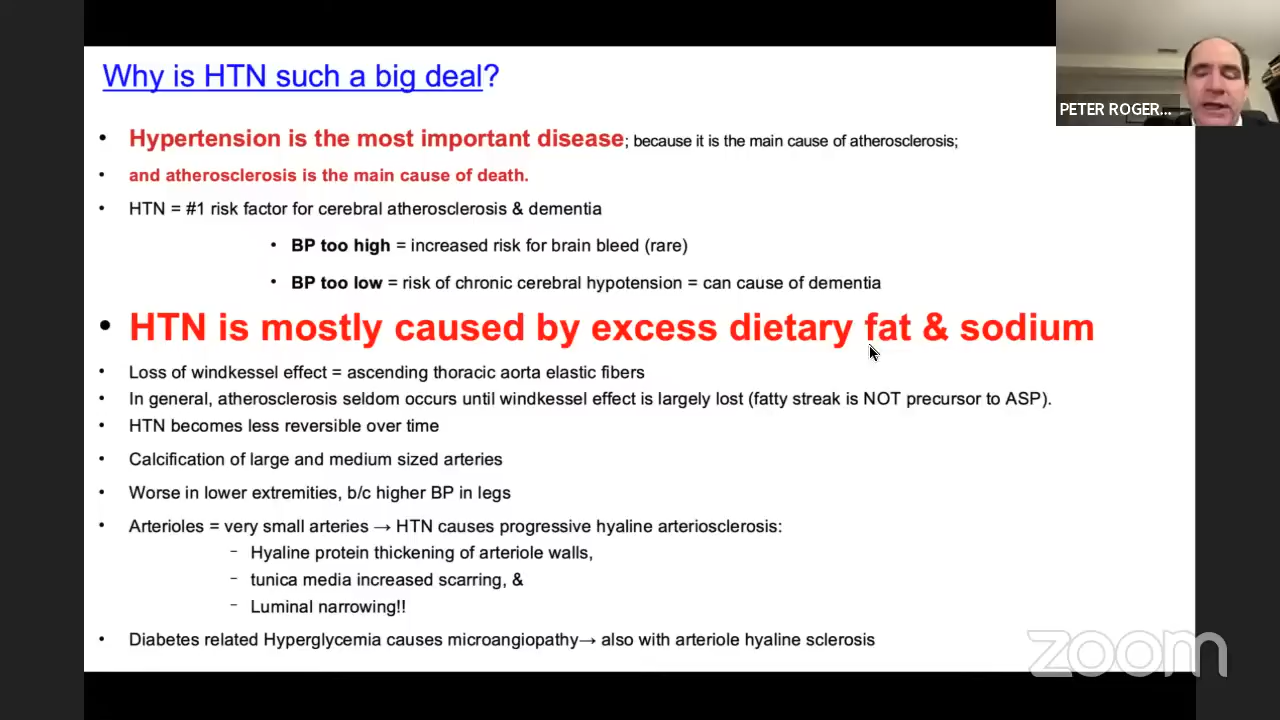 Why is HTN such a big deal?
PETER ROGER...
• Hypertension is the most important disease; because it is the main cause of atherosclerosis;
• and atherosclerosis is the main cause of death.
• HTN = #1 risk factor for cerebral atherosclerosis & dementia
• BP too high = increased risk for brain bleed (rare)
• BP too low = risk of chronic cerebral hypotension = can cause of dementia
• HTN is mostly caused by excess dietary fat & sodium
• Loss of windkessel effect = ascending thoracic aorta elastic fibers
• In general, atherosclerosis seldom occurs until windkessel effect is largely lost (fatty streak is NOT precursor to ASP).
• HTN becomes less reversible over time
• Calcification of large and medium sized arteries
• Worse in lower extremities, b/c higher BP in legs
• Arterioles = very small arteries → HTN causes progressive hyaline arteriosclerosis:
– Hyaline protein thickening of arteriole walls,
– tunica media increased scarring, &
– Luminal narrowing!!
• Diabetes related Hyperglycemia causes microangiopathy→ also with arteriole hyaline sclerosis
zoom